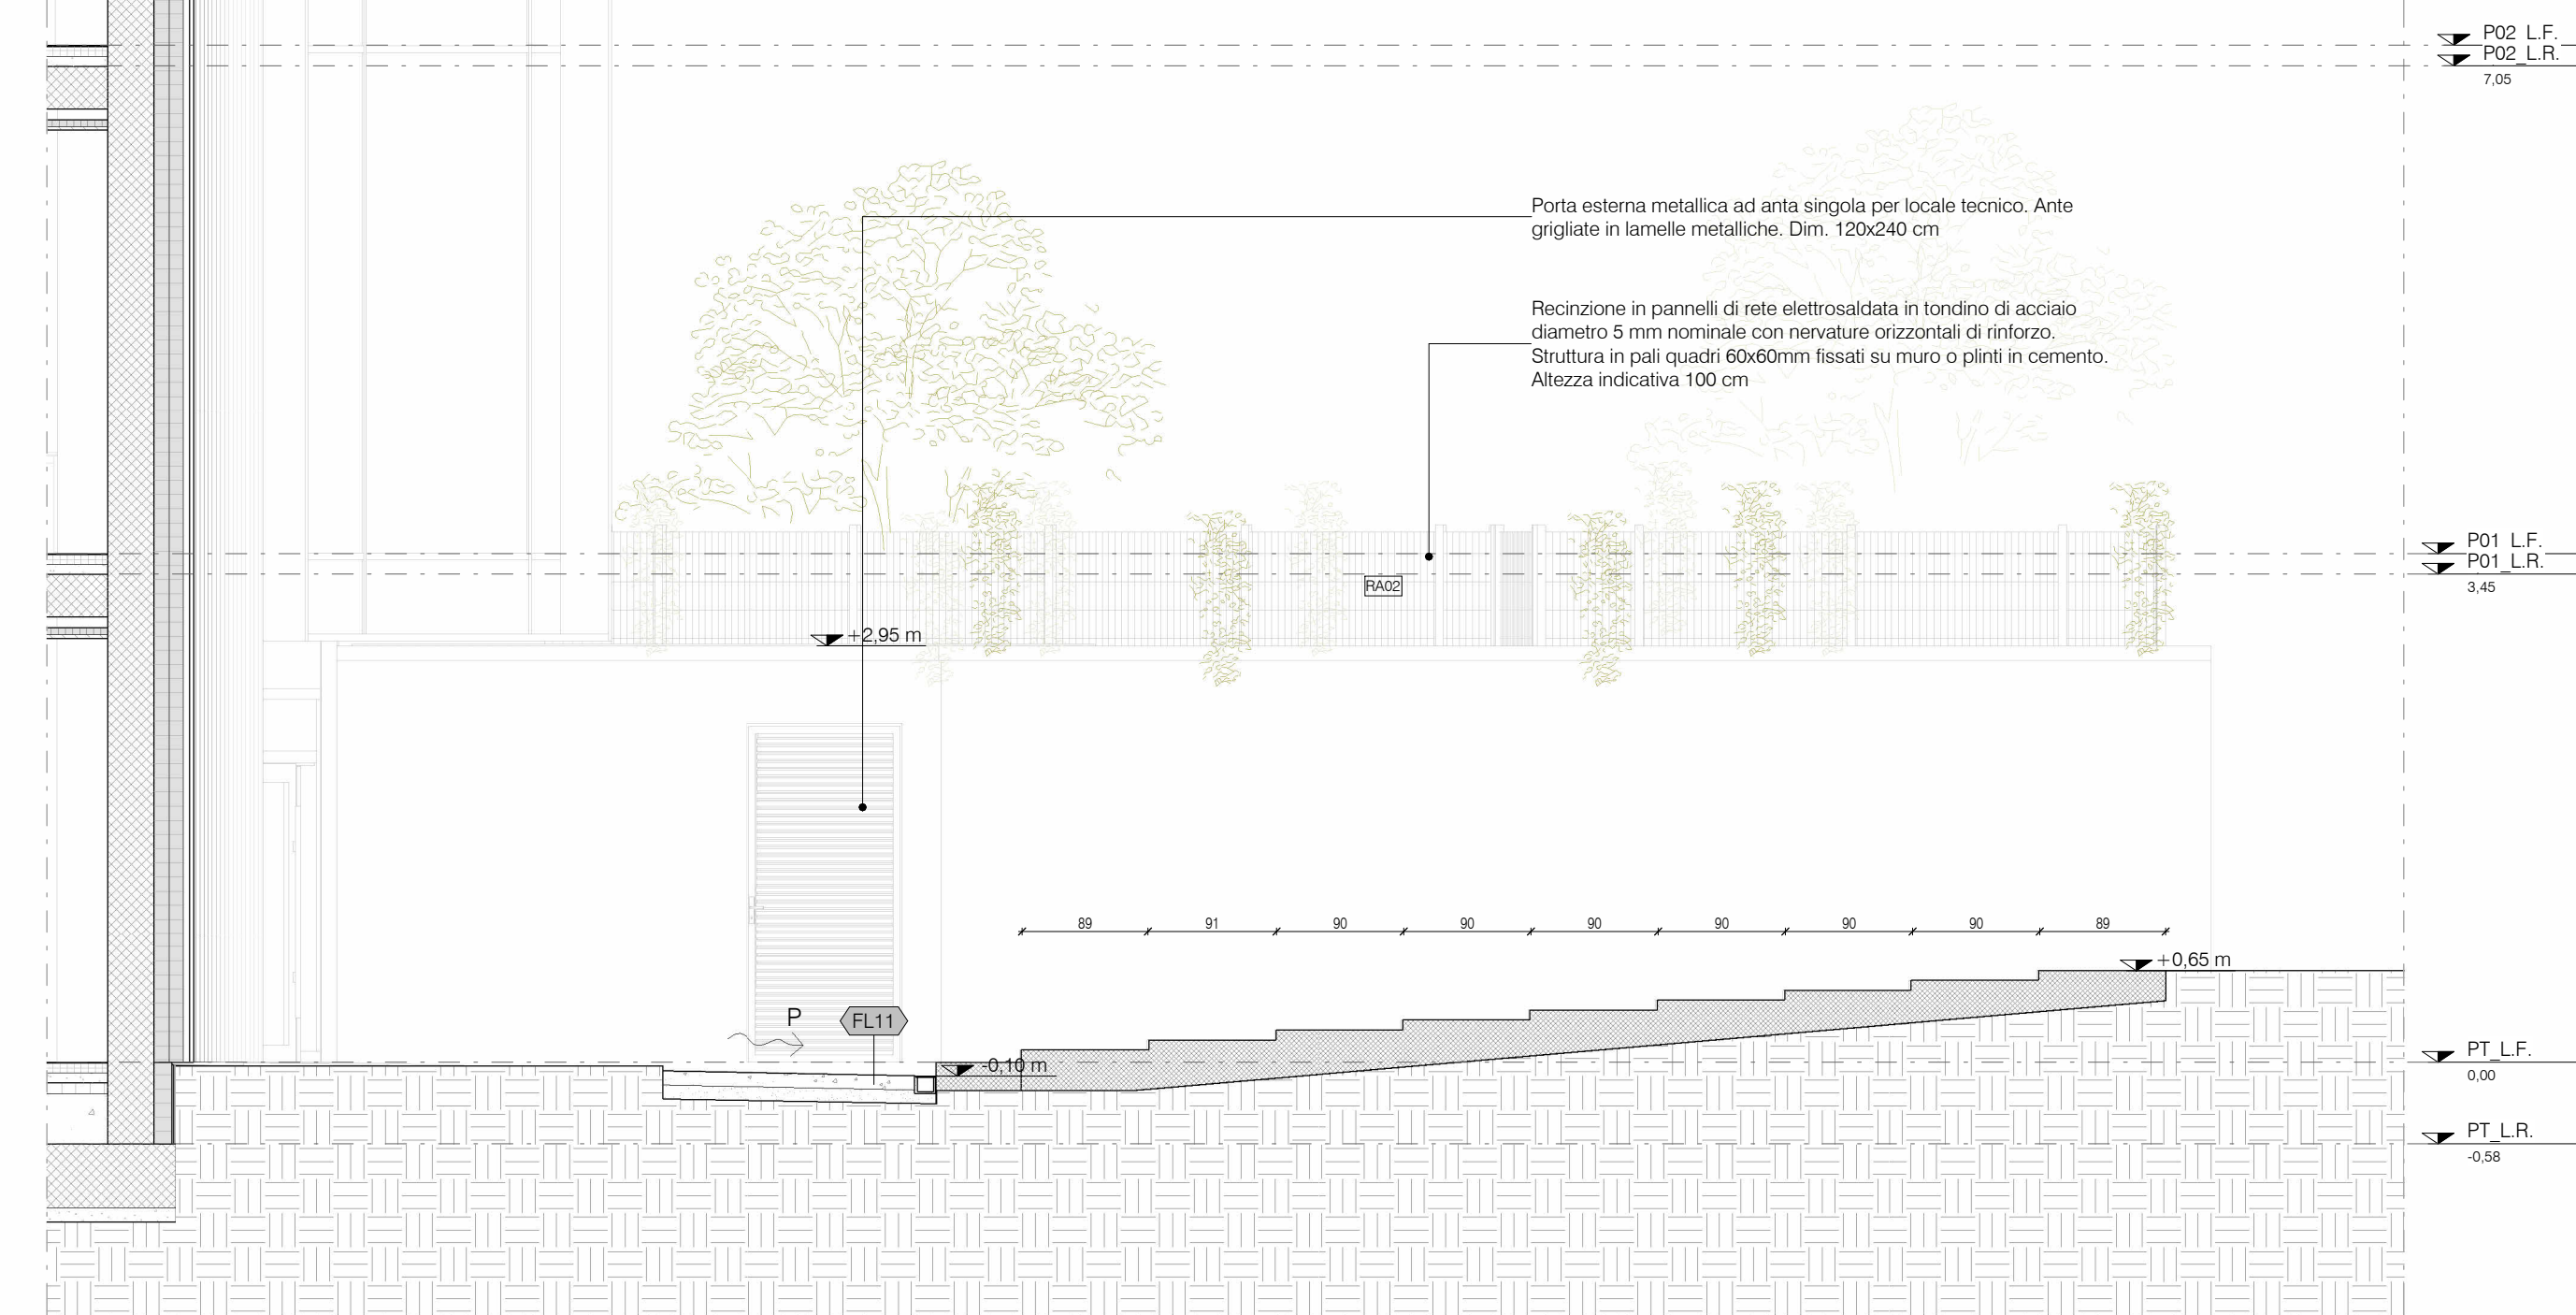 P02 L.F.
P02_L.R.
7,05
Porta esterna metallica ad anta singola per locale tecnico. Ante
grigliate in lamelle metalliche. Dim. 120x240 cm
Recinzione in pannelli di rete elettrosaldata in tondino di acciaio
diametro 5 mm nominale con nervature orizzontali di rinforzo.
Struttura in pali quadri 60x60mm fissati su muro o plinti in cemento.
Altezza indicativa 100 cm
P01 L.F.
P01_L.R.
3,45
RA02
+2,95 m
89 91 90 90 90 90 90 90 89
+0,65 m
P
FL11
-0,10 m
PT_L.F.
0,00
PT_L.R.
-0,58